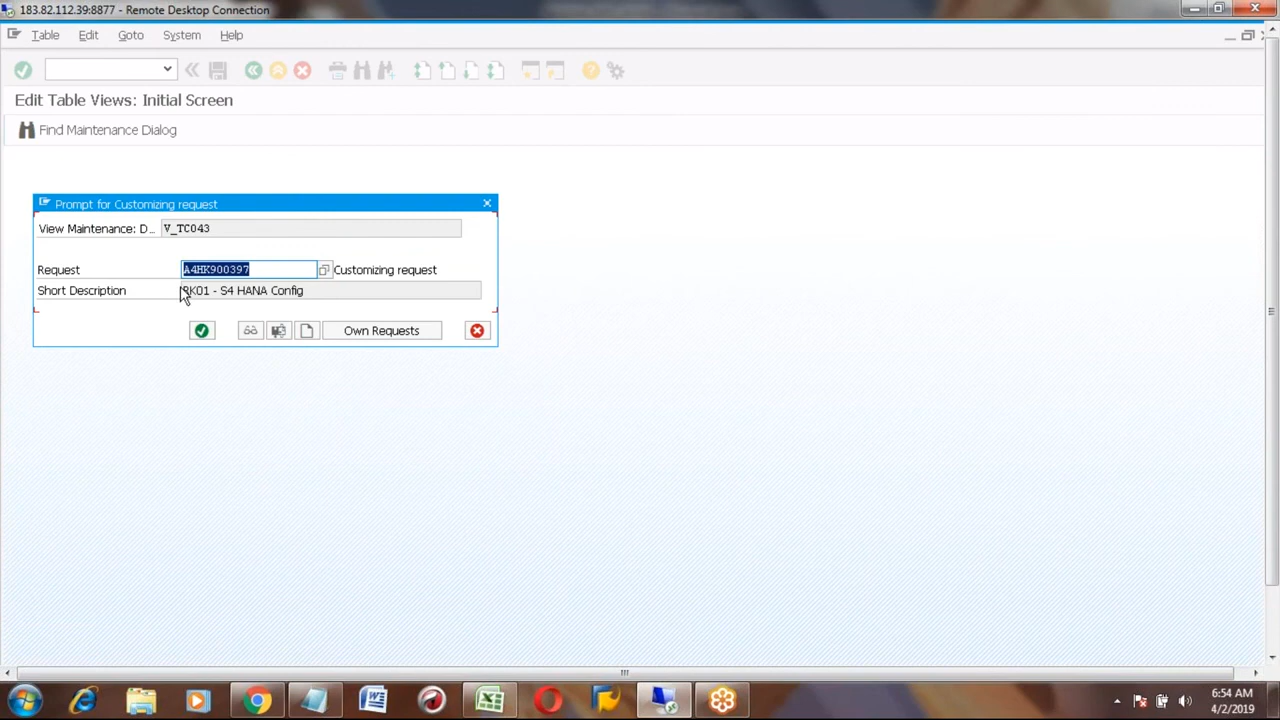 183.82.112.39:8877 - Remote Desktop Connection
Table Edit Goto System Help
Edit Table Views: Initial Screen
Find Maintenance Dialog
Prompt for Customizing request
View Maintenance: D... V_TC043
Request A4HK900397 Customizing request
Short Description SK01 - S4 HANA Config
Own Requests
6:54 AM
4/2/2019